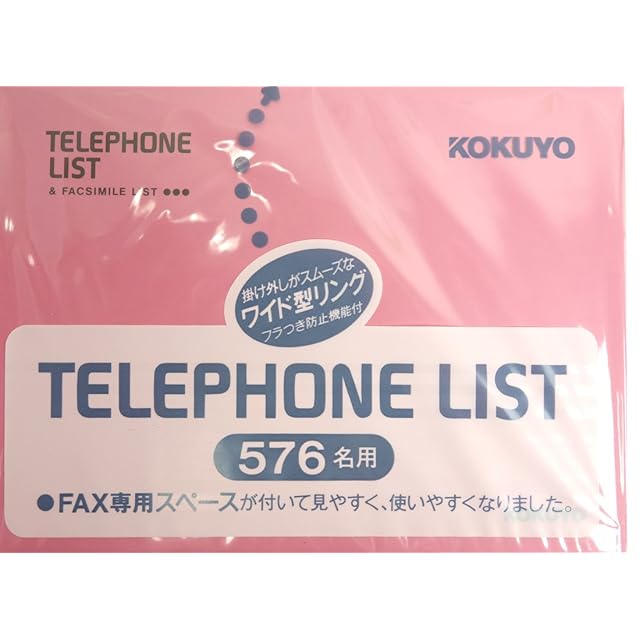 TELEPHONE
LIST
& FACSIMILE LIST
KOKUYO
掛け外しがスムーズな
ワイド型リング
フラつき防止機能付
TELEPHONE LIST
576名用
●FAX専用スペースが付いて見やすく、使いやすくなりました。
KOKUYO